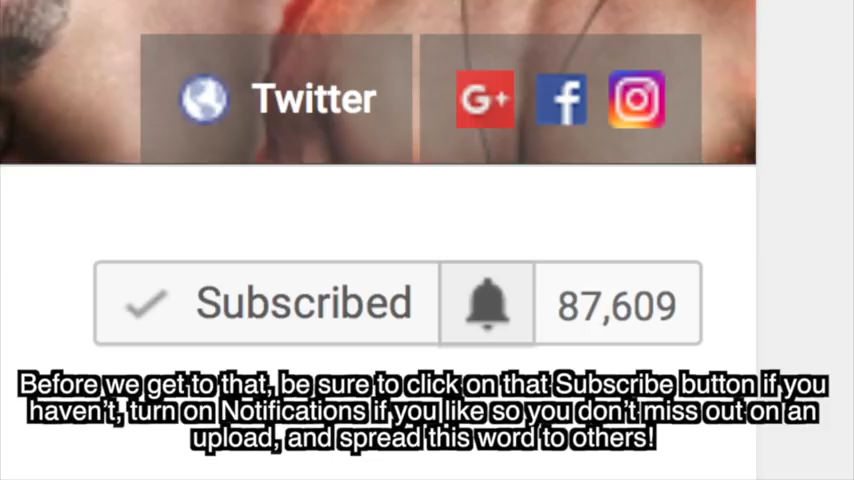 Twitter G+ f
Subscribed 87,609
Before we get to that, be sure to click on that Subscribe button if you
haven't, turn on Notifications if you like so you don't miss out on an
upload, and spread this word to others!